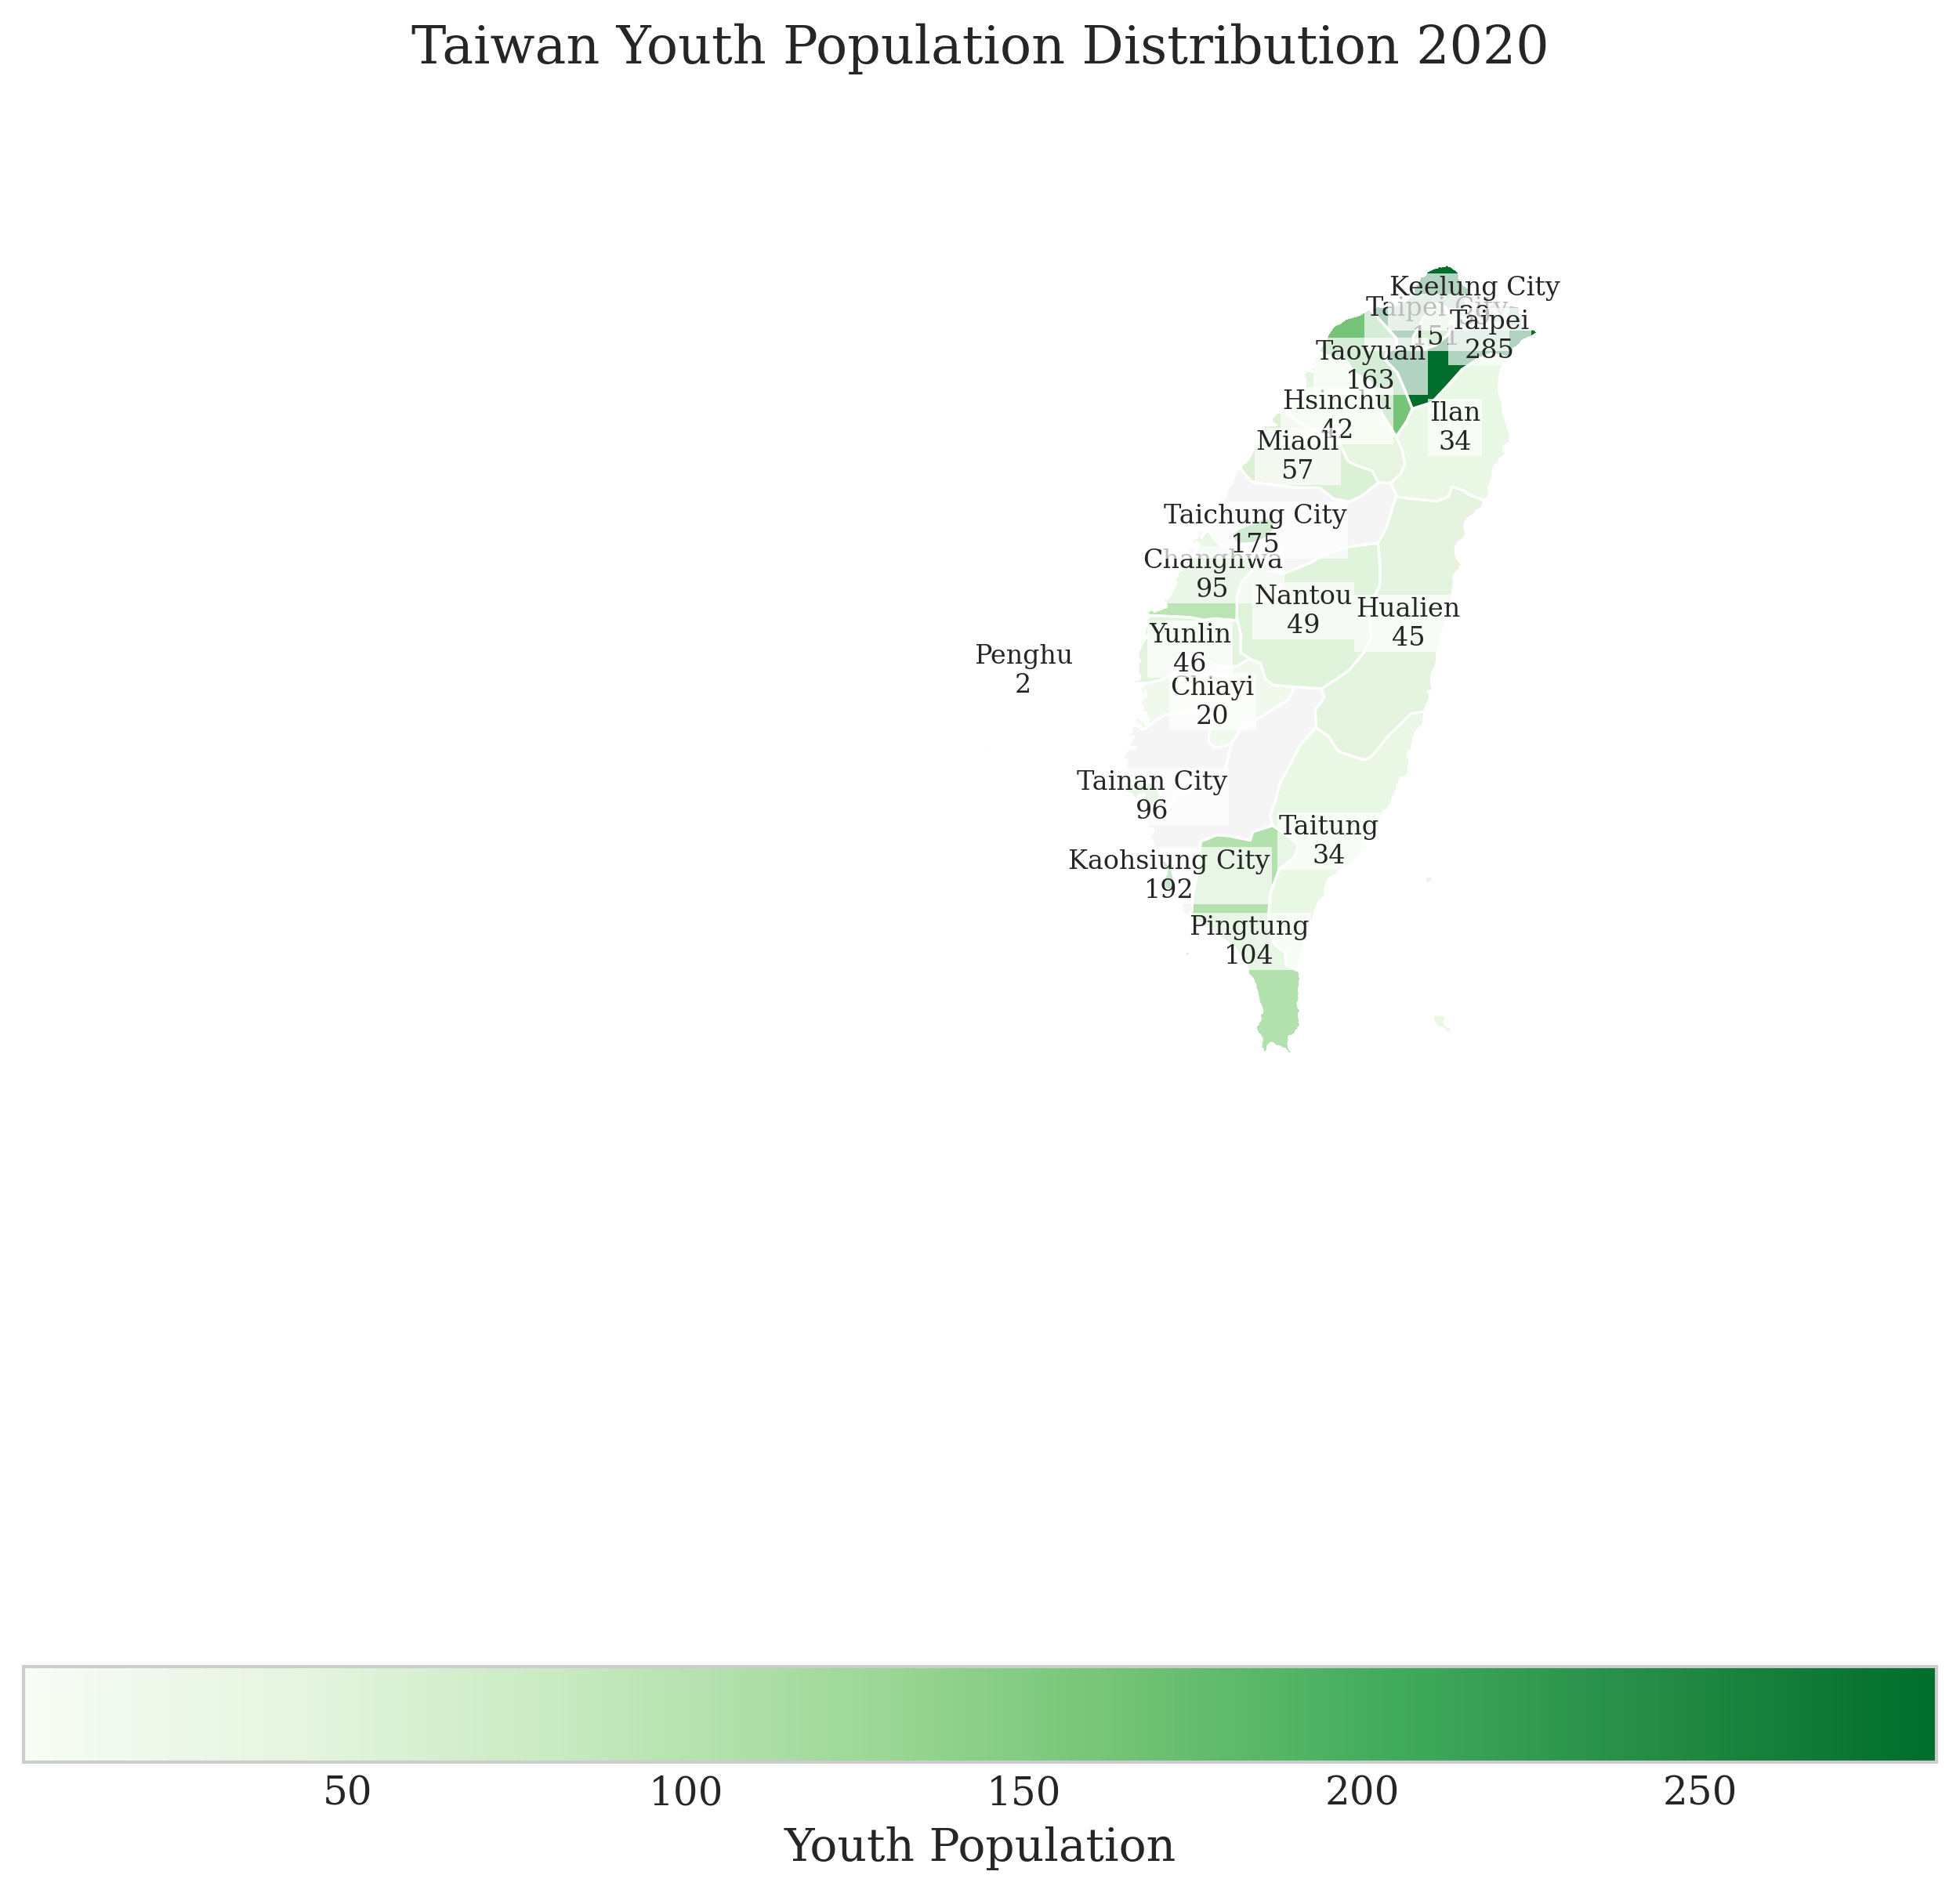 Taiwan Youth Population Distribution 2020
Keelung City
Taipei City
151
Taipei
285
Taoyuan
163
Hsinchu
42
Ilan
34
Miaoli
57
Taichung City
175
Changhwa
95
Nantou
49
Hualien
45
Yunlin
46
Penghu
2
Chiayi
20
Tainan City
96
Taitung
34
Kaohsiung City
192
Pingtung
104
50 100 150 200 250
Youth Population